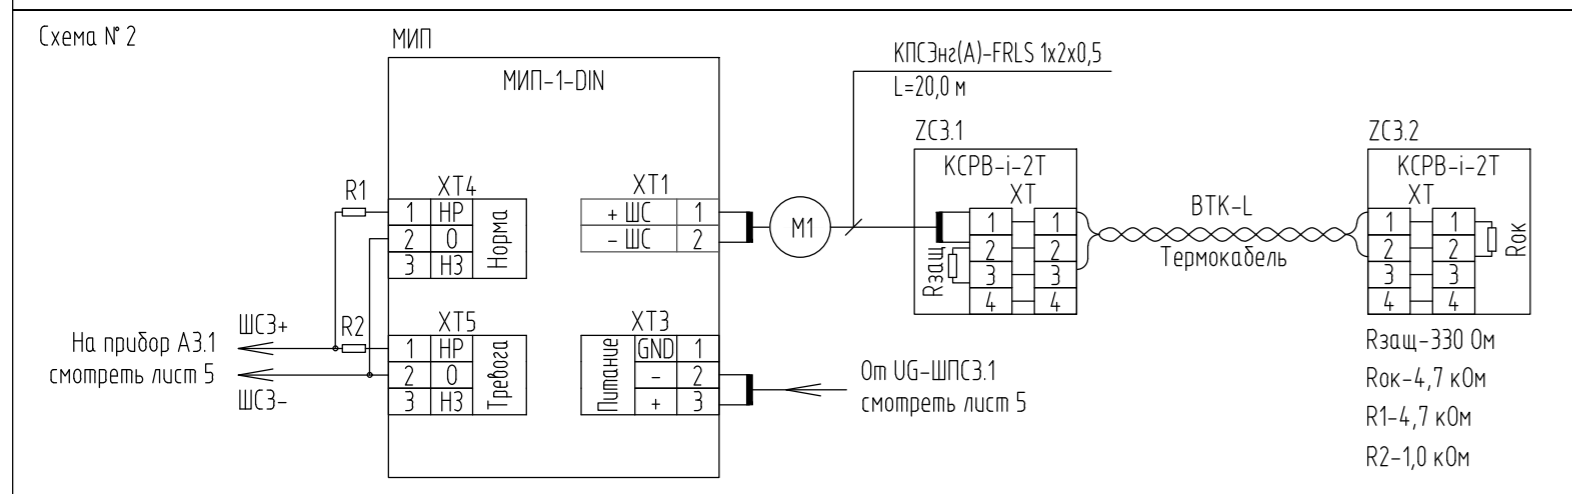 Схема № 2
МИП
МИП-1-DIN
КПСЭнг(А)-FRLS 1х2х0,5
L=20,0 м
ZC3.1
КСРВ-i-2Т
XT
ZC3.2
КСРВ-i-2Т
XT
R1
XT4
1 НР
2 0
3 НЗ
Норма
XT1
+ ШС 1
- ШС 2
М1
1 1
2 2
3 3
4 4
Rзащ
ВТК-L
Термокабель
1 1
2 2
3 3
4 4
Rок
ШС3+
На прибор А3.1
смотреть лист 5
ШС3-
R2
XT5
1 НР
2 0
3 НЗ
Тревога
XT3
Питание
GND 1
- 2
+ 3
От UG-ШПС3.1
смотреть лист 5
Rзащ-330 Ом
Rок-4,7 кОм
R1-4,7 кОм
R2-1,0 кОм